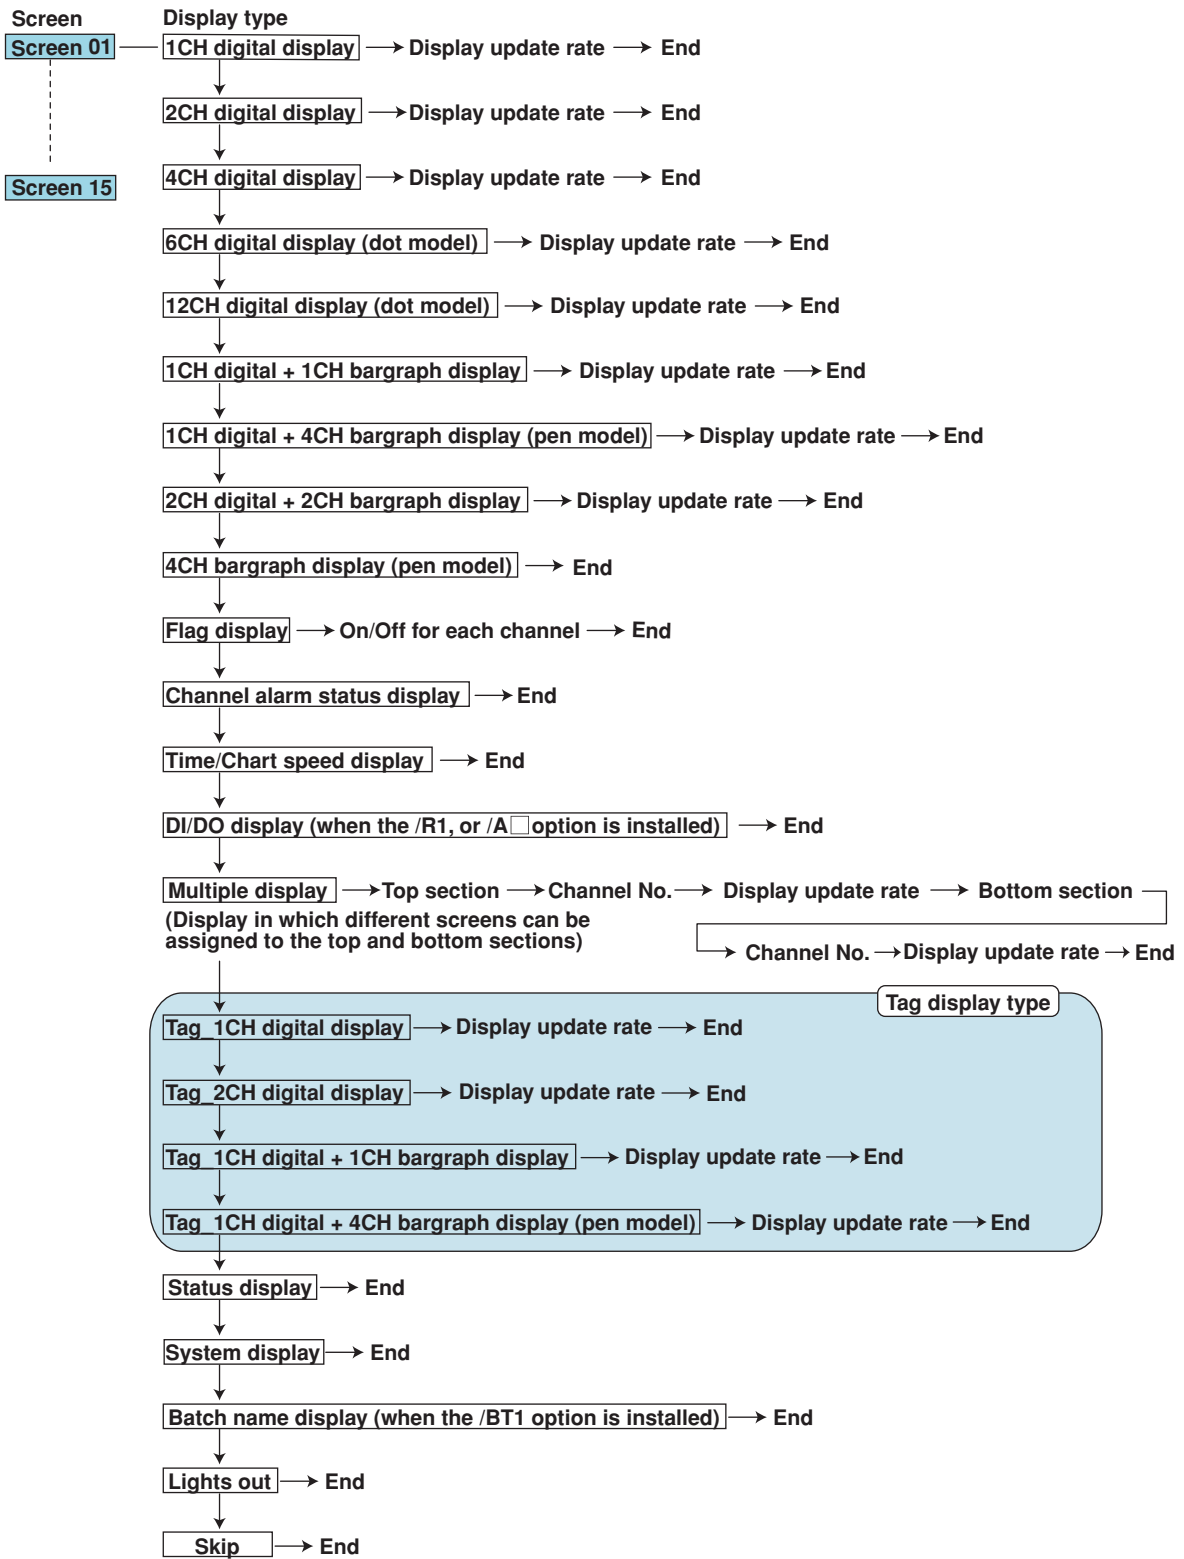 Screen Display type
Screen 01 1CH digital display Display update rate End
2CH digital display Display update rate End
Screen 15 4CH digital display Display update rate End
6CH digital display (dot model) Display update rate End
12CH digital display (dot model) Display update rate End
1CH digital + 1CH bargraph display Display update rate End
1CH digital + 4CH bargraph display (pen model) Display update rate End
2CH digital + 2CH bargraph display Display update rate End
4CH bargraph display (pen model) End
Flag display On/Off for each channel End
Channel alarm status display End
Time/Chart speed display End
DI/DO display (when the /R1, or /A□ option is installed) End
Multiple display Top section Channel No. Display update rate Bottom section
(Display in which different screens can be
assigned to the top and bottom sections)
Channel No. Display update rate End
Tag display type
Tag_1CH digital display Display update rate End
Tag_2CH digital display Display update rate End
Tag_1CH digital + 1CH bargraph display Display update rate End
Tag_1CH digital + 4CH bargraph display (pen model) Display update rate End
Status display End
System display End
Batch name display (when the /BT1 option is installed) End
Lights out End
Skip End